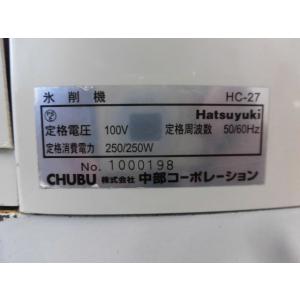 氷削機 HC-27
Hatsuyuki
定格電圧 100V 定格周波数 50/60Hz
定格消費電力 250/250W
No. 1000198
CHUBU 株式会社 中部コーポレーション